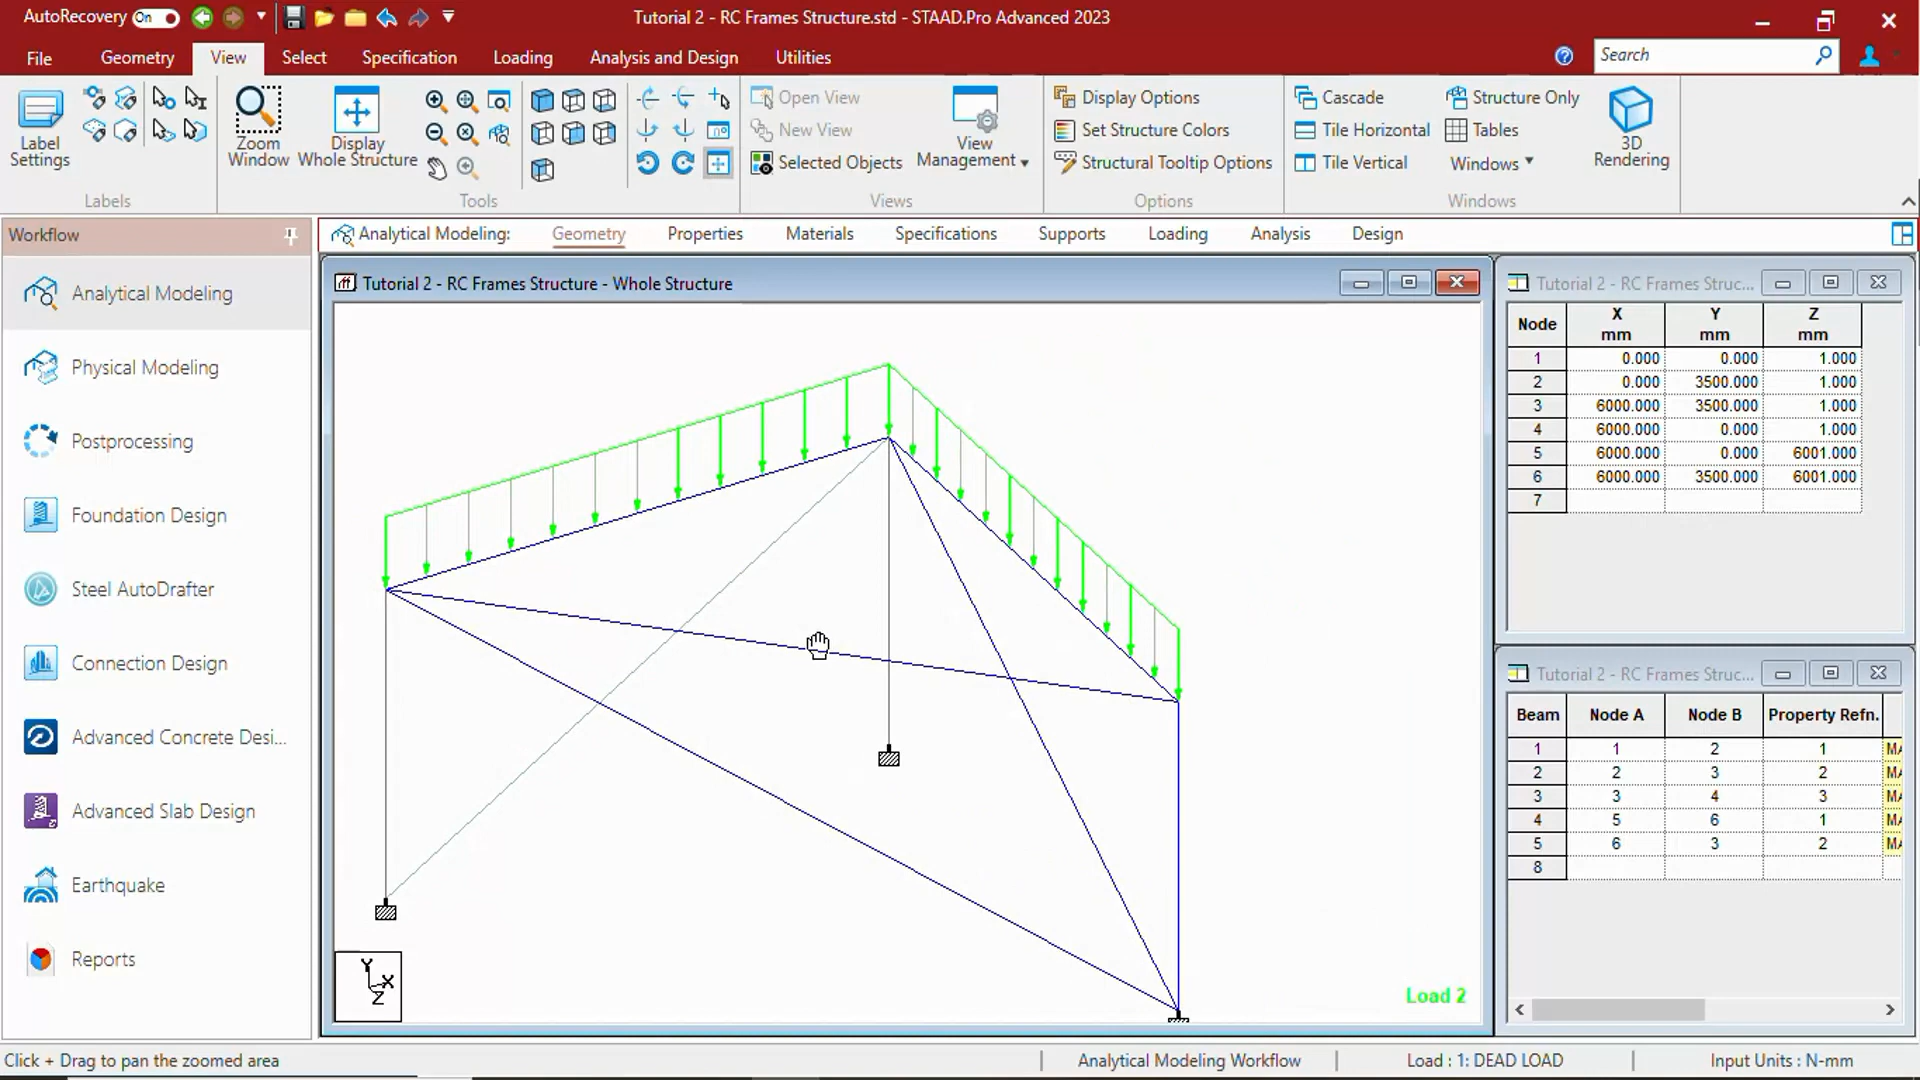 AutoRecovery On
Tutorial 2 - RC Frames Structure.std - STAAD.Pro Advanced 2023
File Geometry View Select Specification Loading Analysis and Design Utilities
Search
Label Settings
Zoom Window
Display Whole Structure
Open View
New View
Selected Objects
View Management
Display Options
Set Structure Colors
Structural Tooltip Options
Cascade
Tile Horizontal
Tile Vertical
Structure Only
Tables
Windows
3D Rendering
Labels Tools Views Options Windows
Workflow
Analytical Modeling: Geometry Properties Materials Specifications Supports Loading Analysis Design
Analytical Modeling
Physical Modeling
Postprocessing
Foundation Design
Steel AutoDrafter
Connection Design
Advanced Concrete Desi...
Advanced Slab Design
Earthquake
Reports
Tutorial 2 - RC Frames Structure - Whole Structure
Y
X
Z
Load 2
Tutorial 2 - RC Frames Struc...
Node X mm Y mm Z mm
1 0.000 0.000 1.000
2 0.000 3500.000 1.000
3 6000.000 3500.000 1.000
4 6000.000 0.000 1.000
5 6000.000 0.000 6001.000
6 6000.000 3500.000 6001.000
7
Tutorial 2 - RC Frames Struc...
Beam Node A Node B Property Refn.
1 1 2 1 MA
2 2 3 2 MA
3 3 4 3 MA
4 5 6 1 MA
5 6 3 2 MA
8
Click + Drag to pan the zoomed area
Analytical Modeling Workflow
Load : 1: DEAD LOAD
Input Units : N-mm